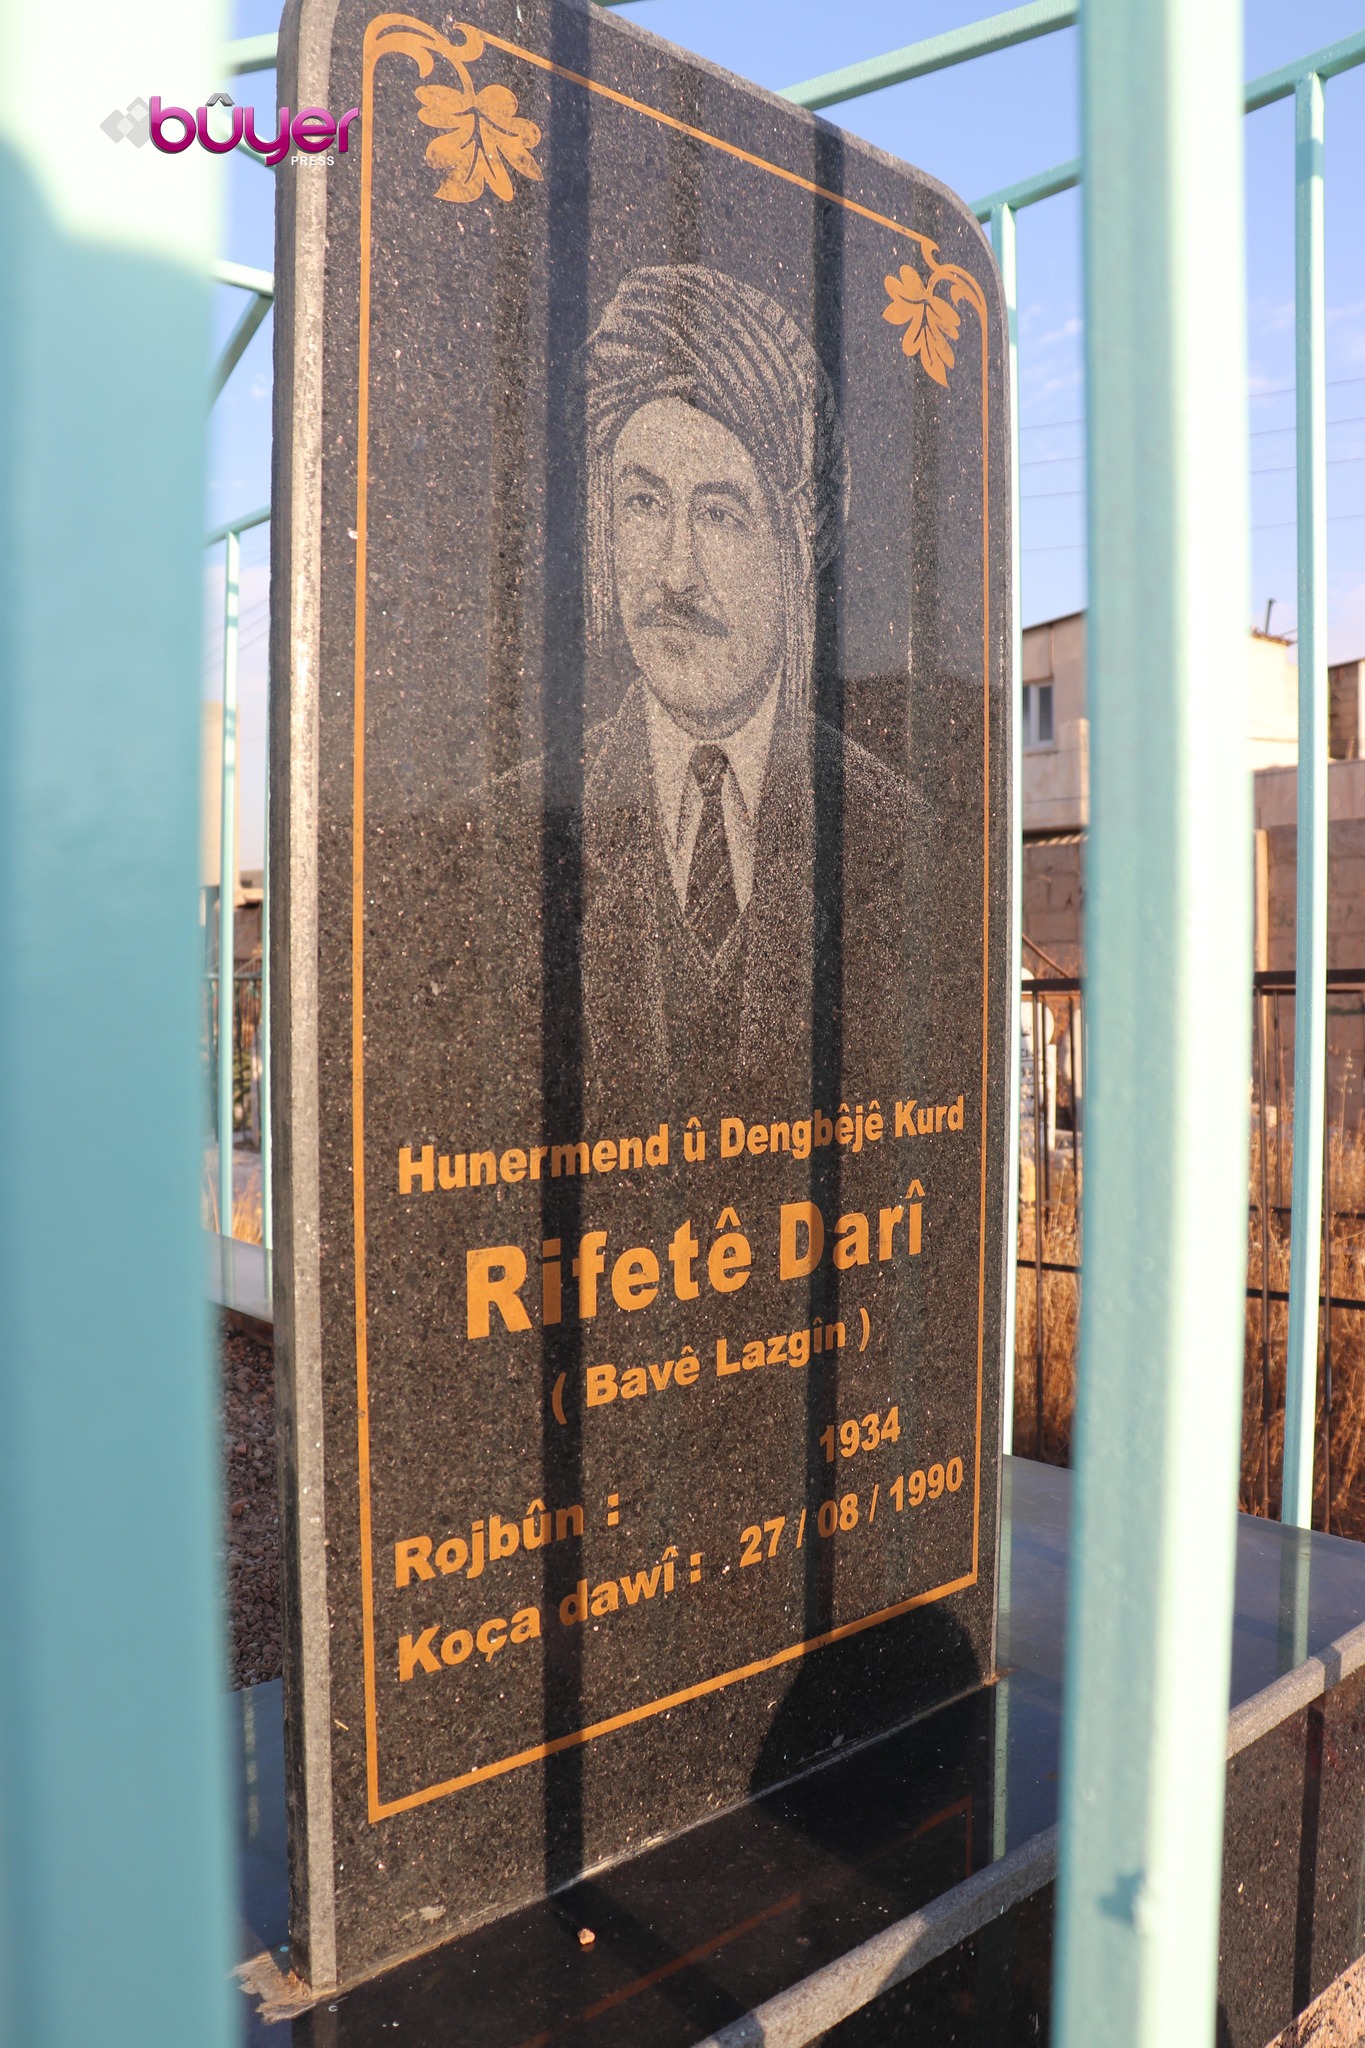 bûyer
PRESS
Hunermend û Dengbêjê Kurd
Rifetê Darî
( Bavê Lazgîn )
Rojbûn : 1934
Koça dawî : 27 / 08 / 1990